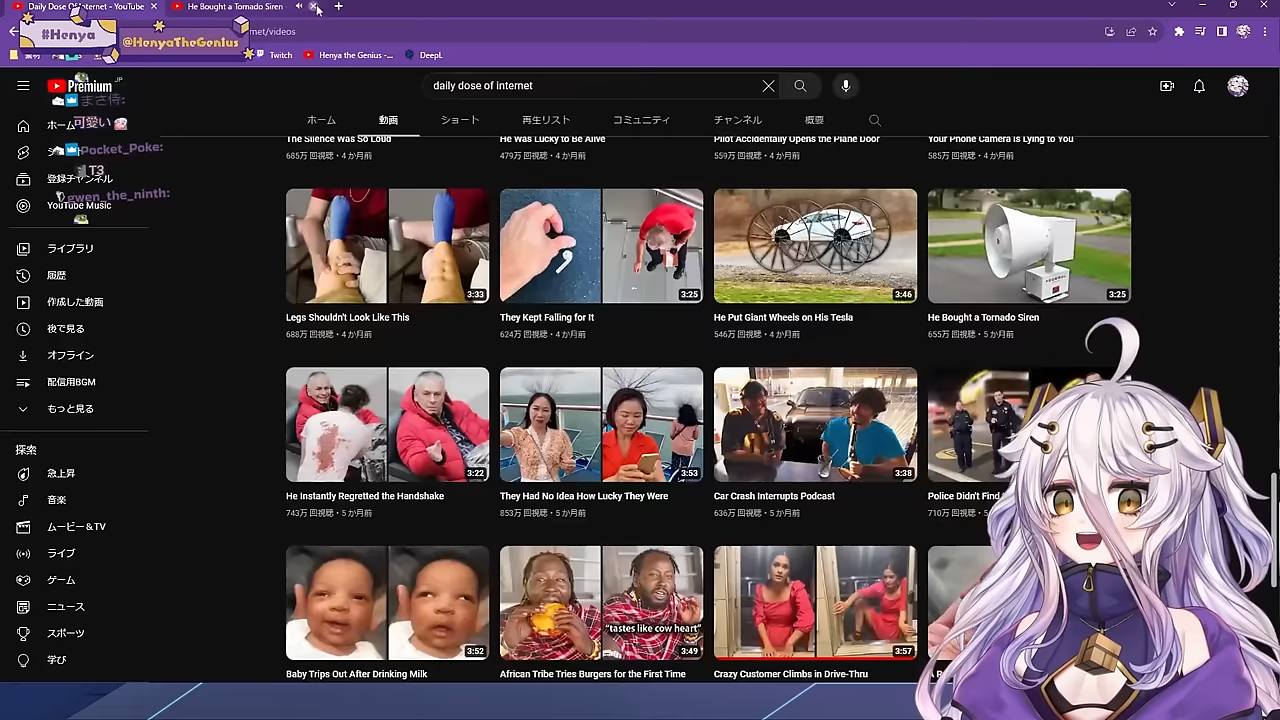 Daily Dose Of Internet - YouTube
He Bought a Tornado Siren
#Henya
@HenyaTheGenius
net/videos
Twitch
Henya the Genius -...
DeepL
Premium
JP
daily dose of internet
まさ侍:
可愛い
Pocket_Poke:
T3
gwen_the_ninth:
ホーム
登録チャンネル
YouTube Music
ライブラリ
履歴
作成した動画
後で見る
オフライン
配信用BGM
もっと見る
探索
急上昇
音楽
ムービー&TV
ライブ
ゲーム
ニュース
スポーツ
学び
ホーム
動画
ショート
再生リスト
コミュニティ
チャンネル
概要
The Silence Was So Loud
He Was Lucky to Be Alive
Pilot Accidentally Opens the Plane Door
Your Phone Camera is Lying to You
685万 回視聴・4 か月前
479万 回視聴・4 か月前
559万 回視聴・4 か月前
585万 回視聴・4 か月前
3:33
3:25
3:46
3:25
Legs Shouldn't Look Like This
They Kept Falling for It
He Put Giant Wheels on His Tesla
He Bought a Tornado Siren
688万 回視聴・4 か月前
624万 回視聴・4 か月前
546万 回視聴・4 か月前
655万 回視聴・5 か月前
3:22
3:53
3:38
He Instantly Regretted the Handshake
They Had No Idea How Lucky They Were
Car Crash Interrupts Podcast
Police Didn't Find
743万 回視聴・5 か月前
853万 回視聴・5 か月前
636万 回視聴・5 か月前
710万 回視聴・5
"tastes like cow heart"
3:52
3:49
3:57
Baby Trips Out After Drinking Milk
African Tribe Tries Burgers for the First Time
Crazy Customer Climbs in Drive-Thru